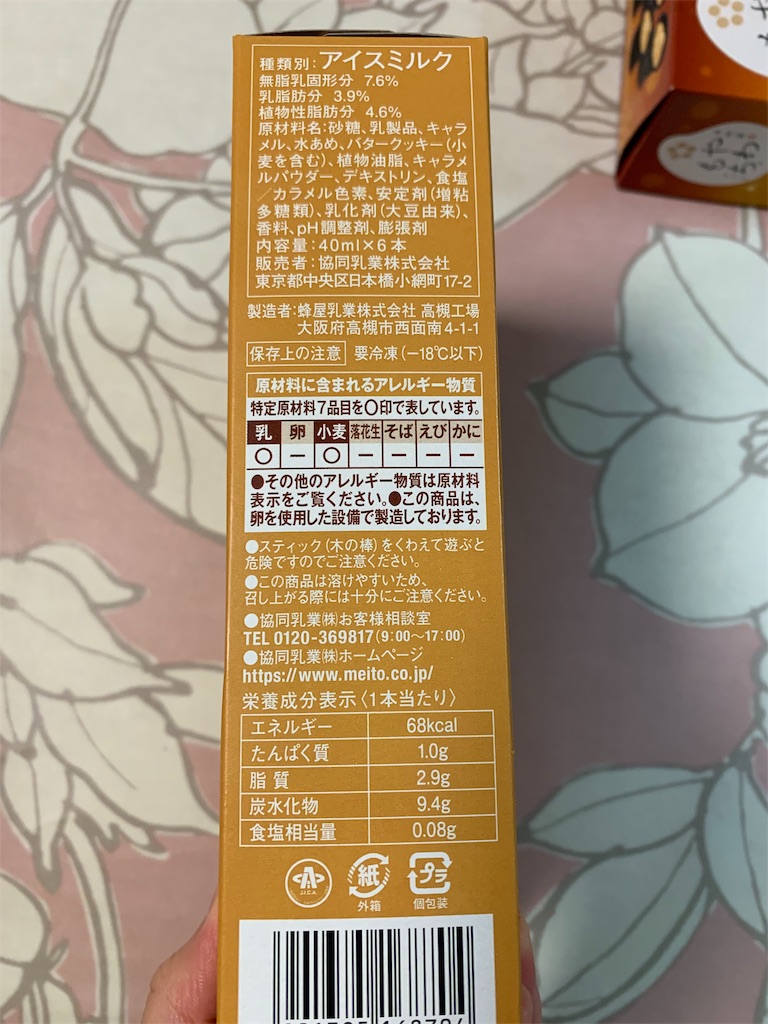 種類別：アイスミルク
無脂乳固形分 7.6%
乳脂肪分 3.9%
植物性脂肪分 4.6%
原材料名：砂糖、乳製品、キャラ
メル、水あめ、バタークッキー（小
麦を含む）、植物油脂、キャラメ
ルパウダー、デキストリン、食塩
／カラメル色素、安定剤（増粘
多糖類）、乳化剤（大豆由来）、
香料、pH調整剤、膨張剤
内容量：40ml×6本
販売者：協同乳業株式会社
東京都中央区日本橋小網町17-2
製造者：蜂屋乳業株式会社 高槻工場
大阪府高槻市西面南4-1-1
保存上の注意 要冷凍（－18℃以下）
原材料に含まれるアレルギー物質
特定原材料7品目を〇印で表しています。
乳 卵 小麦 落花生 そば えび かに
〇 － 〇 － － － －
●その他のアレルギー物質は原材料
表示をご覧ください。●この商品は、
卵を使用した設備で製造しております。
●スティック（木の棒）をくわえて遊ぶと
危険ですのでご注意ください。
●この商品は溶けやすいため、
召し上がる際には十分にご注意ください。
●協同乳業㈱お客様相談室
TEL 0120-369817（9:00～17:00）
●協同乳業㈱ホームページ
https://www.meito.co.jp/
栄養成分表示〈1本当たり〉
エネルギー 68kcal
たんぱく質 1.0g
脂質 2.9g
炭水化物 9.4g
食塩相当量 0.08g
J.I.C.A. 紙 プラ
外箱 個包装